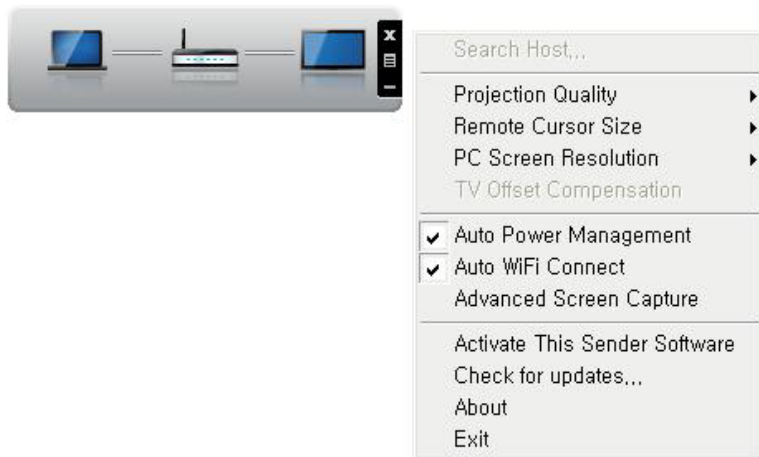 Search Host...
Projection Quality
Remote Cursor Size
PC Screen Resolution
TV Offset Compensation
Auto Power Management
Auto WiFi Connect
Advanced Screen Capture
Activate This Sender Software
Check for updates...
About
Exit